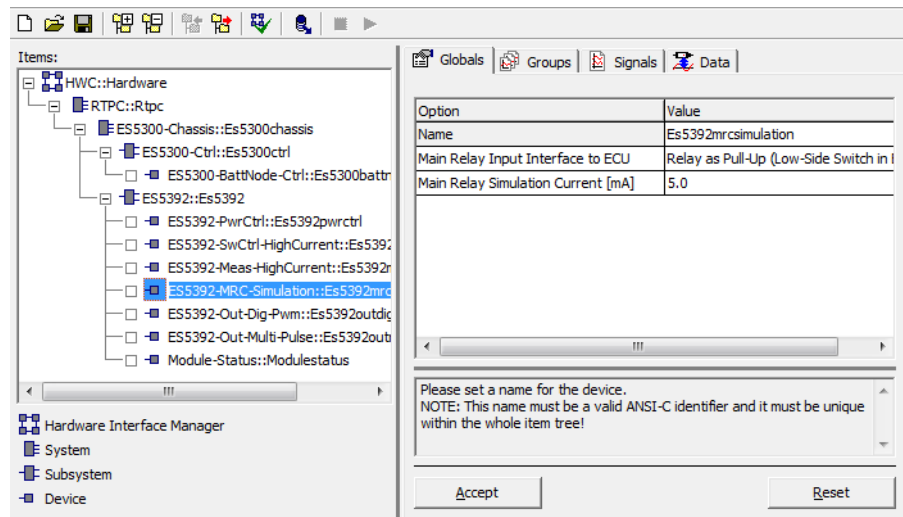 Items:
HWC::Hardware
RTPC::Rtpc
ES5300-Chassis::Es5300chassis
ES5300-Ctrl::Es5300ctrl
ES5300-BattNode-Ctrl::Es5300battr
ES5392::Es5392
ES5392-PwrCtrl::Es5392pwrctrl
ES5392-SwCtrl-HighCurrent::Es5392
ES5392-Meas-HighCurrent::Es5392r
ES5392-MRC-Simulation::Es5392mrc
ES5392-Out-Dig-Pwm::Es5392outdig
ES5392-Out-Multi-Pulse::Es5392outr
Module-Status::Modulestatus
Hardware Interface Manager
System
Subsystem
Device
Globals Groups Signals Data
Option Value
Name Es5392mrcsimulation
Main Relay Input Interface to ECU Relay as Pull-Up (Low-Side Switch in
Main Relay Simulation Current [mA] 5.0
Please set a name for the device.
NOTE: This name must be a valid ANSI-C identifier and it must be unique
within the whole item tree!
Accept Reset